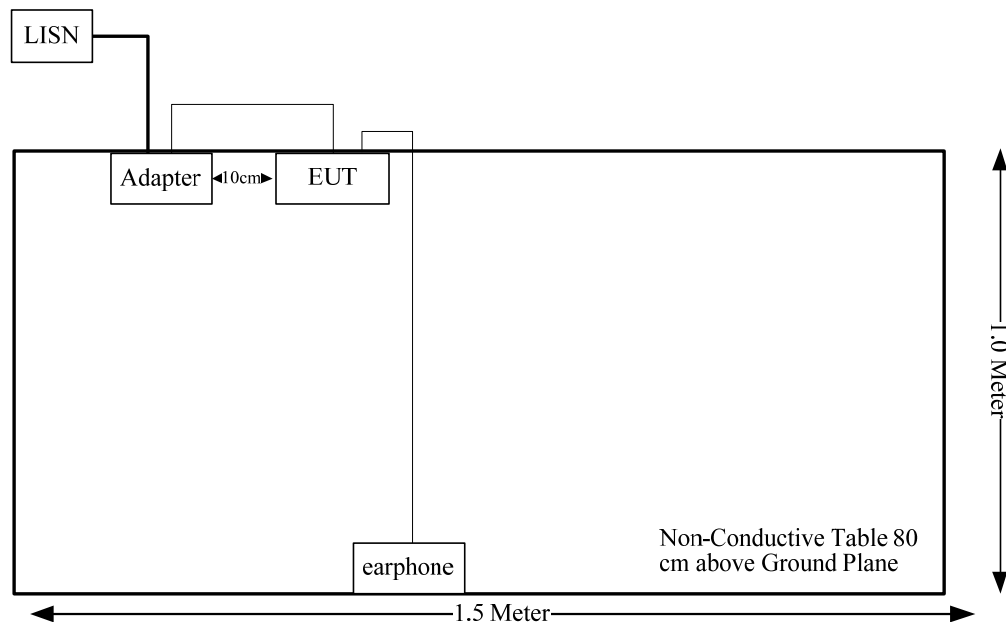 LISN
Adapter
10cm
EUT
1.0 Meter
Non-Conductive Table 80
cm above Ground Plane
earphone
1.5 Meter